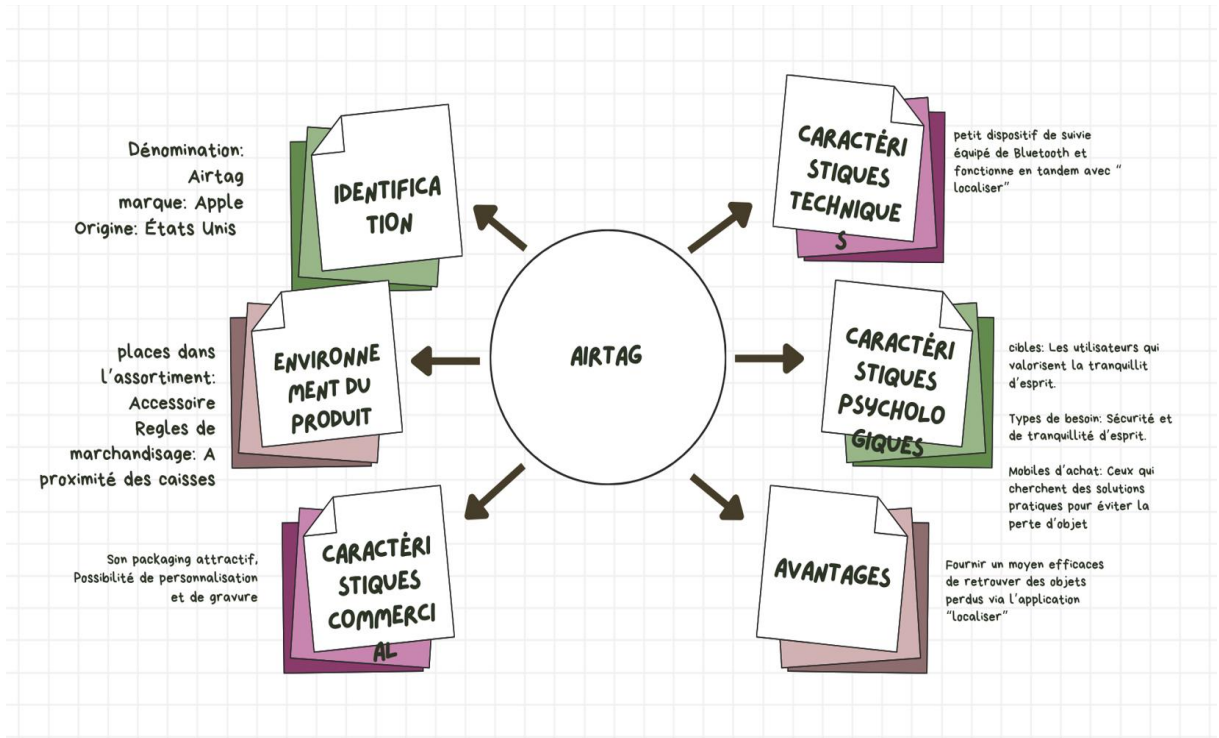 Dénomination:
Airtag
marque: Apple
Origine: États Unis
IDENTIFICA
TION
places dans
l'assortiment:
Accessoire
Regles de
marchandisage: A
proximité des caisses
ENVIRONNE
MENT DU
PRODUIT
Son packaging attractif,
Possibilité de personnalisation
et de gravure
CARACTÉRI
STIQUES
COMMERCI
AL
AIRTAG
CARACTÉRI
STIQUES
TECHNIQUE
S
petit dispositif de suivie
équipé de Bluetooth et
fonctionne en tandem avec “
localiser”
CARACTÉRI
STIQUES
PSYCHOLO
GIQUES
cibles: Les utilisateurs qui
valorisent la tranquillit
d'esprit.
Types de besoin: Sécurité et
de tranquillité d'esprit.
Mobiles d'achat: Ceux qui
cherchent des solutions
pratiques pour éviter la
perte d'objet
AVANTAGES
Fournir un moyen efficaces
de retrouver des objets
perdus via l'application
“localiser”